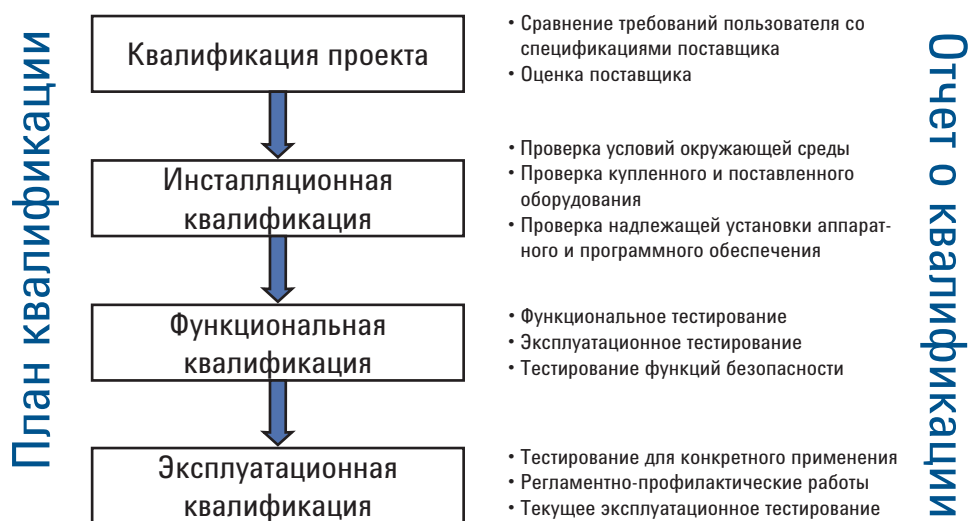 План квалификации
Квалификация проекта
• Сравнение требований пользователя со
спецификациями поставщика
• Оценка поставщика
Инсталляционная
квалификация
• Проверка условий окружающей среды
• Проверка купленного и поставленного
оборудования
• Проверка надлежащей установки аппарат-
ного и программного обеспечения
Функциональная
квалификация
• Функциональное тестирование
• Эксплуатационное тестирование
• Тестирование функций безопасности
Эксплуатационная
квалификация
• Тестирование для конкретного применения
• Регламентно-профилактические работы
• Текущее эксплуатационное тестирование
Отчет о квалификации